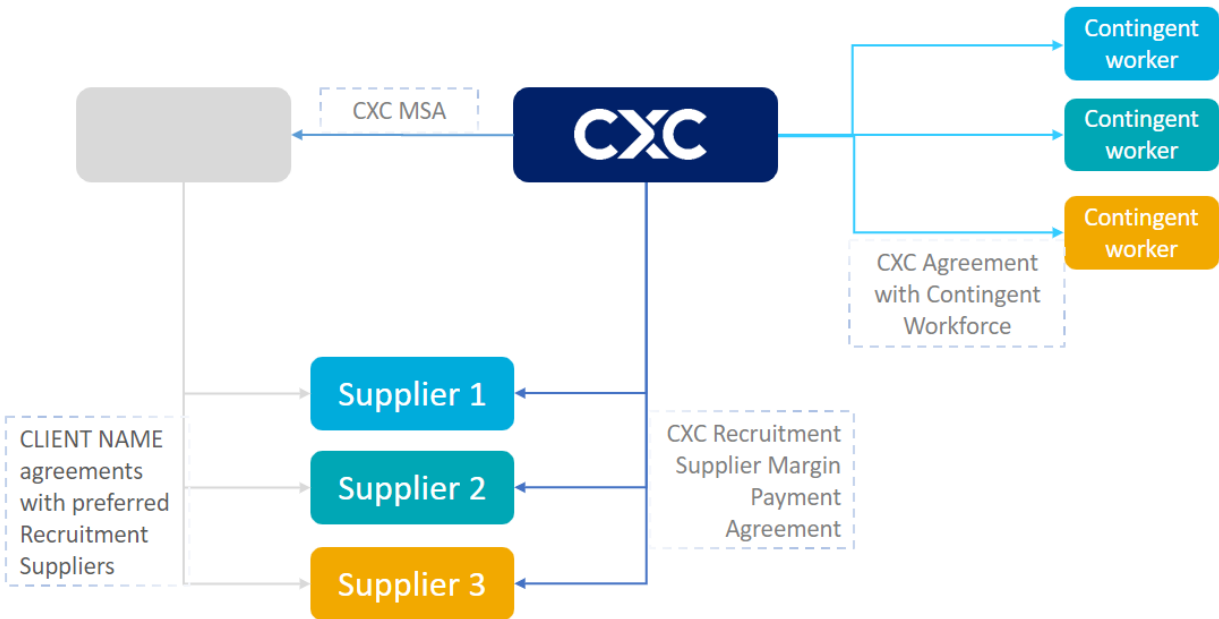 Contingent
worker
CXC MSA
CXC
Contingent
worker
Contingent
worker
CXC Agreement
with Contingent
Workforce
Supplier 1
CLIENT NAME
agreements
with preferred
Recruitment
Suppliers
CXC Recruitment
Supplier Margin
Payment
Agreement
Supplier 2
Supplier 3